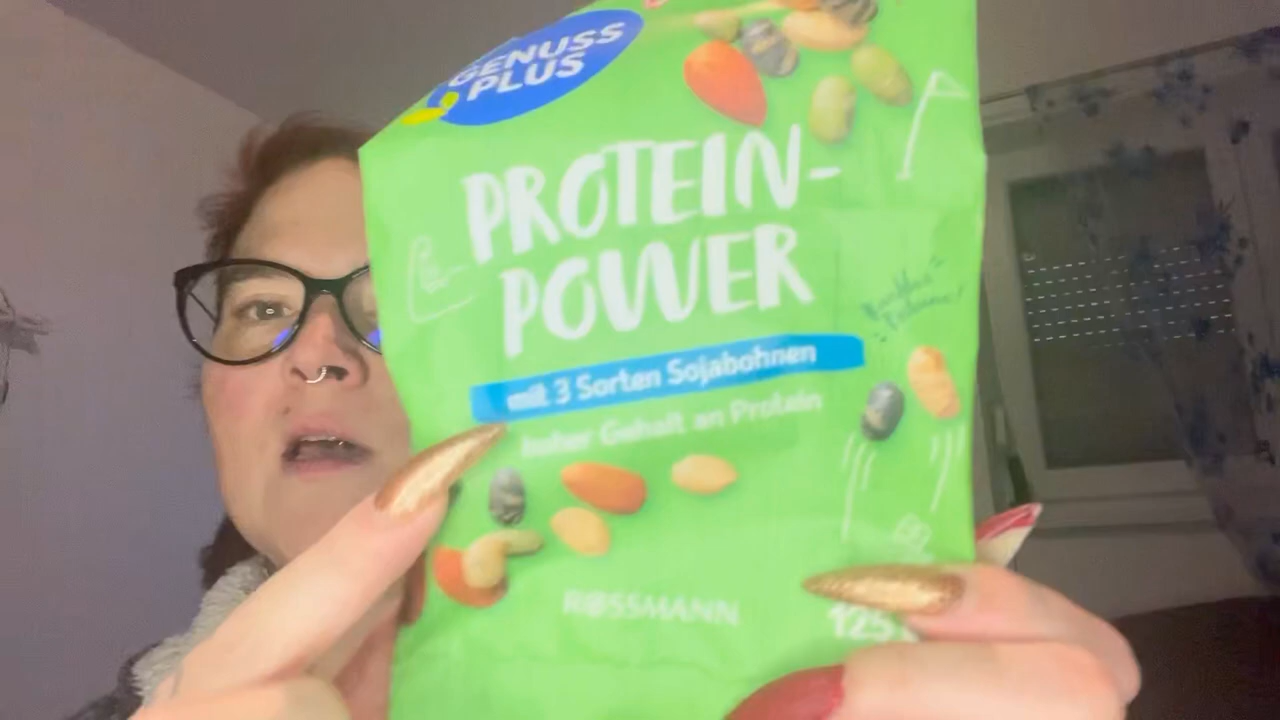 GENUSS
PLUS
PROTEIN-
POWER
mit 3 Sorten Sojabohnen
hoher Gehalt an Protein
ROSSMANN
125